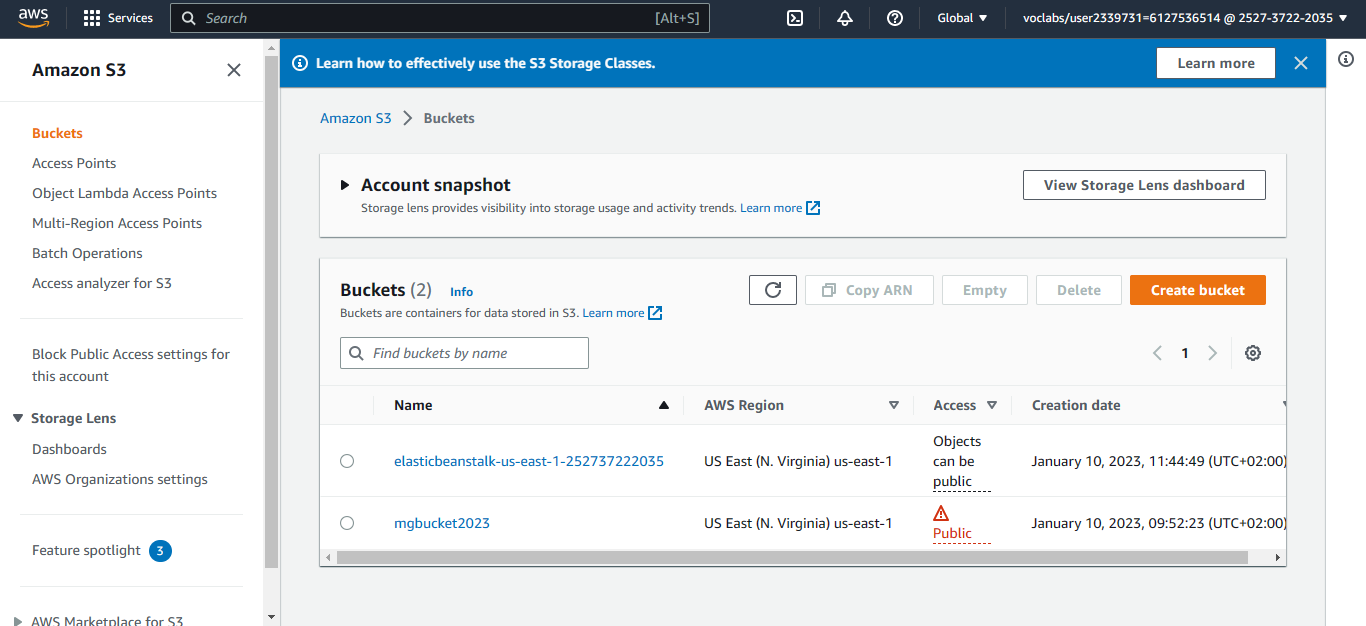 aws
Services
Search
[Alt+S]
Global
voclabs/user2339731=6127536514 @ 2527-3722-2035
Amazon S3
Buckets
Access Points
Object Lambda Access Points
Multi-Region Access Points
Batch Operations
Access analyzer for S3
Block Public Access settings for
this account
Storage Lens
Dashboards
AWS Organizations settings
Feature spotlight 3
AWS Marketplace for S3
Learn how to effectively use the S3 Storage Classes.
Learn more
Amazon S3 Buckets
Account snapshot
Storage lens provides visibility into storage usage and activity trends. Learn more
View Storage Lens dashboard
Buckets (2) Info
Buckets are containers for data stored in S3. Learn more
Copy ARN
Empty
Delete
Create bucket
Find buckets by name
1
Name AWS Region Access Creation date
elasticbeanstalk-us-east-1-252737222035
US East (N. Virginia) us-east-1
Objects
can be
public
January 10, 2023, 11:44:49 (UTC+02:00)
mgbucket2023
US East (N. Virginia) us-east-1
Public
January 10, 2023, 09:52:23 (UTC+02:00)